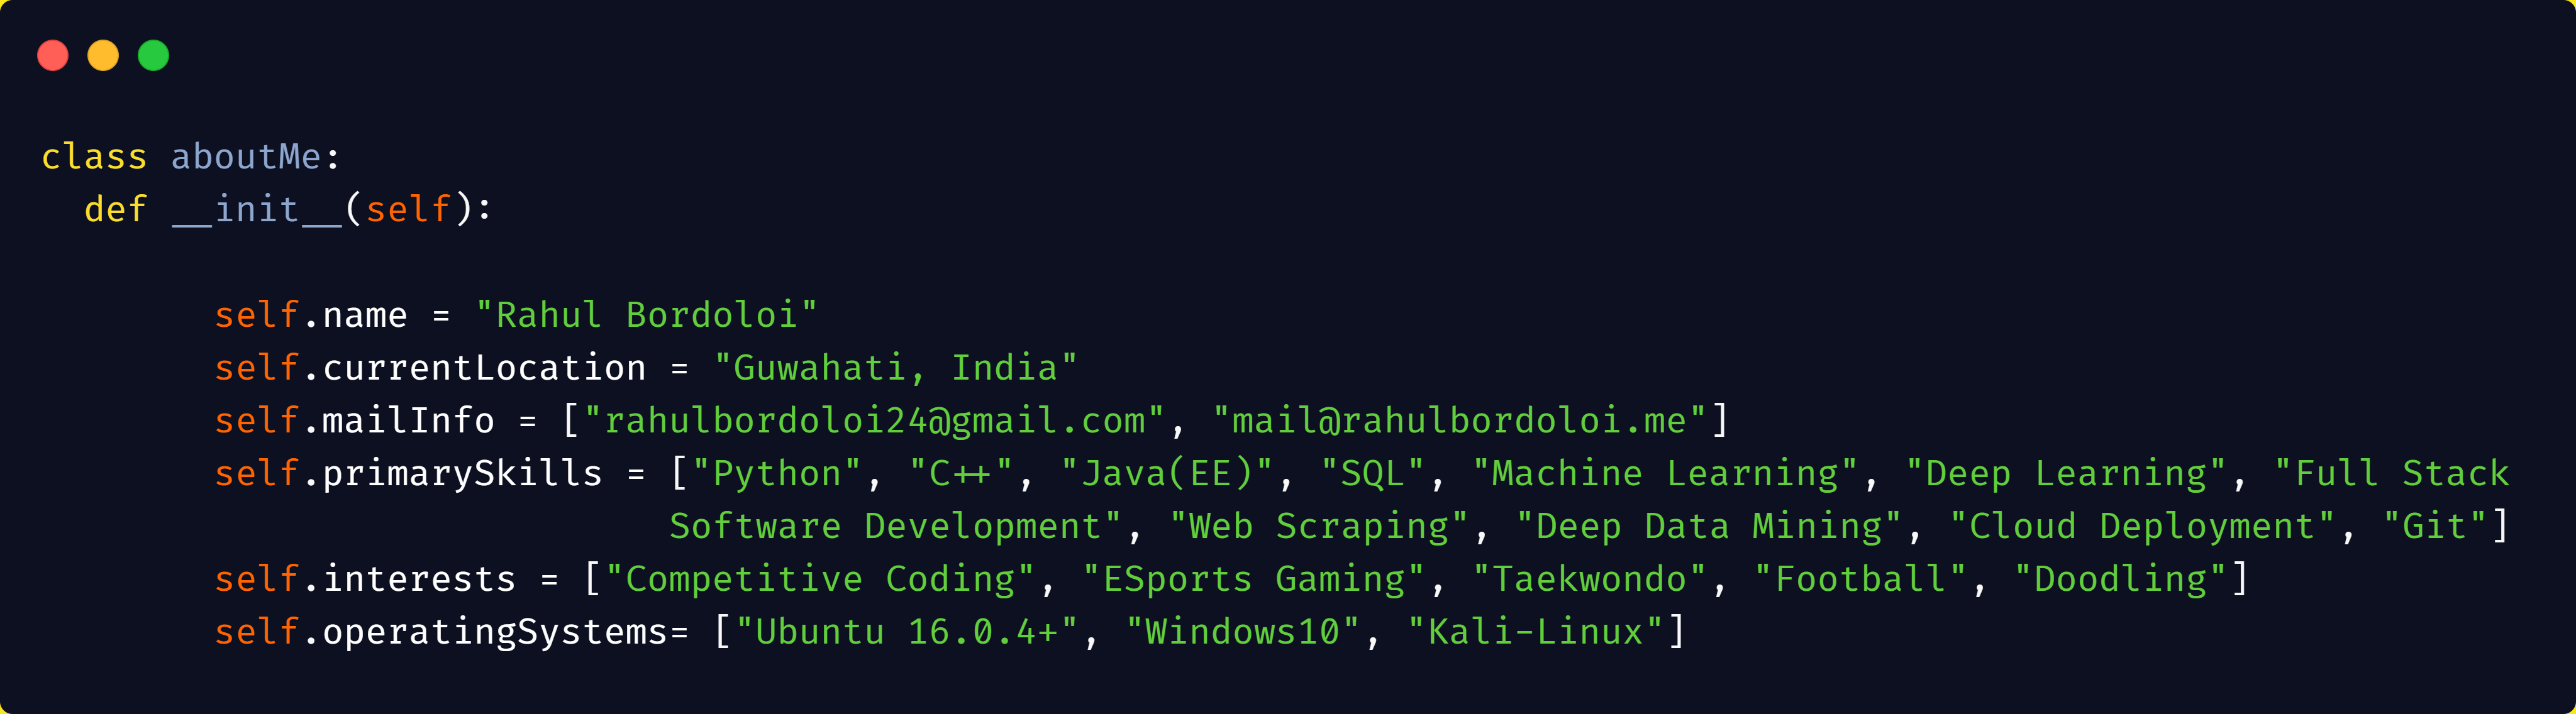 class aboutMe:
  def __init__(self):

        self.name = "Rahul Bordoloi"
        self.currentLocation = "Guwahati, India"
        self.mailInfo = ["rahulbordoloi24@gmail.com", "mail@rahulbordoloi.me"]
        self.primarySkills = ["Python", "C++", "Java(EE)", "SQL", "Machine Learning", "Deep Learning", "Full Stack
                             Software Development", "Web Scraping", "Deep Data Mining", "Cloud Deployment", "Git"]
        self.interests = ["Competitive Coding", "ESports Gaming", "Taekwondo", "Football", "Doodling"]
        self.operatingSystems= ["Ubuntu 16.0.4+", "Windows10", "Kali-Linux"]